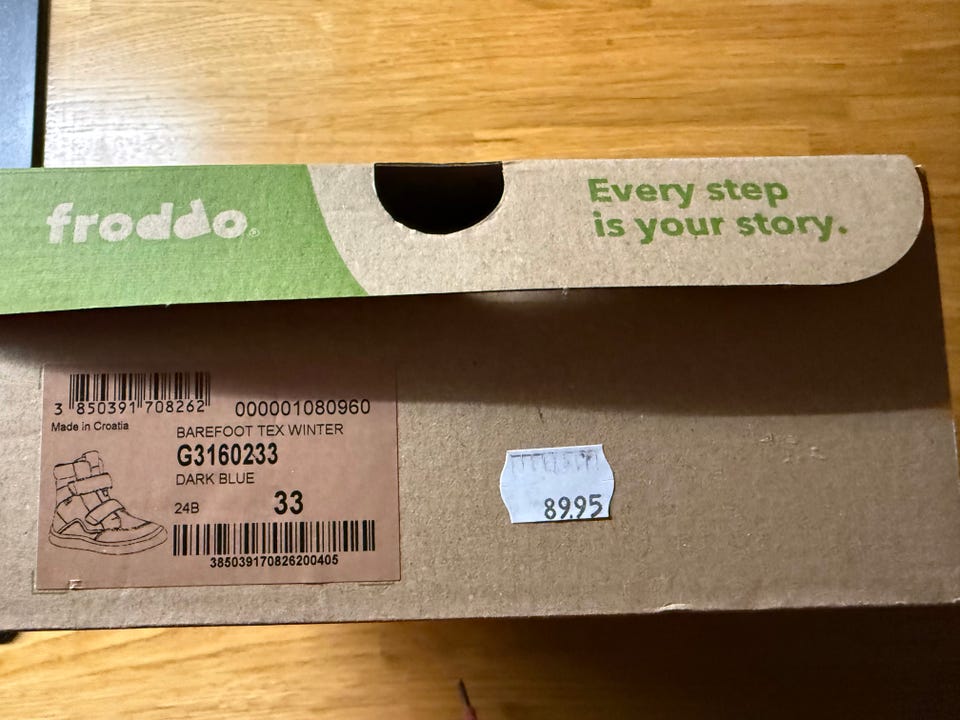 froddo®
Every step
is your story.
3 850391 708262
000001080960
Made in Croatia
BAREFOOT TEX WINTER
G3160233
DARK BLUE
24B 33
385039170826200405
89.95